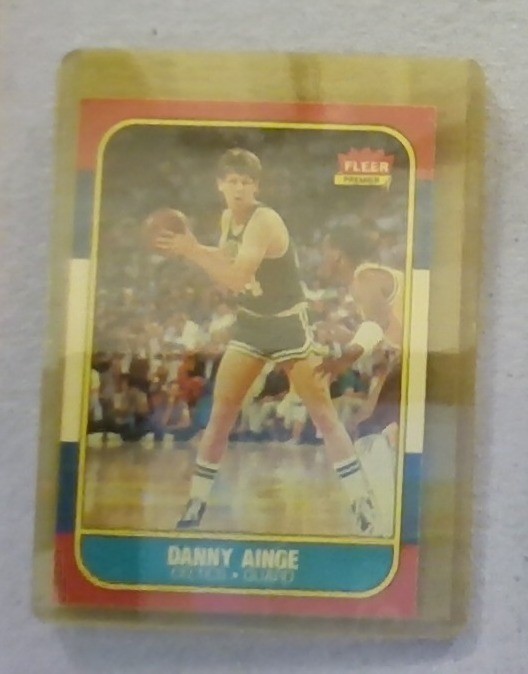 FLEER
PREMIER
DANNY AINGE
CELTICS • GUARD